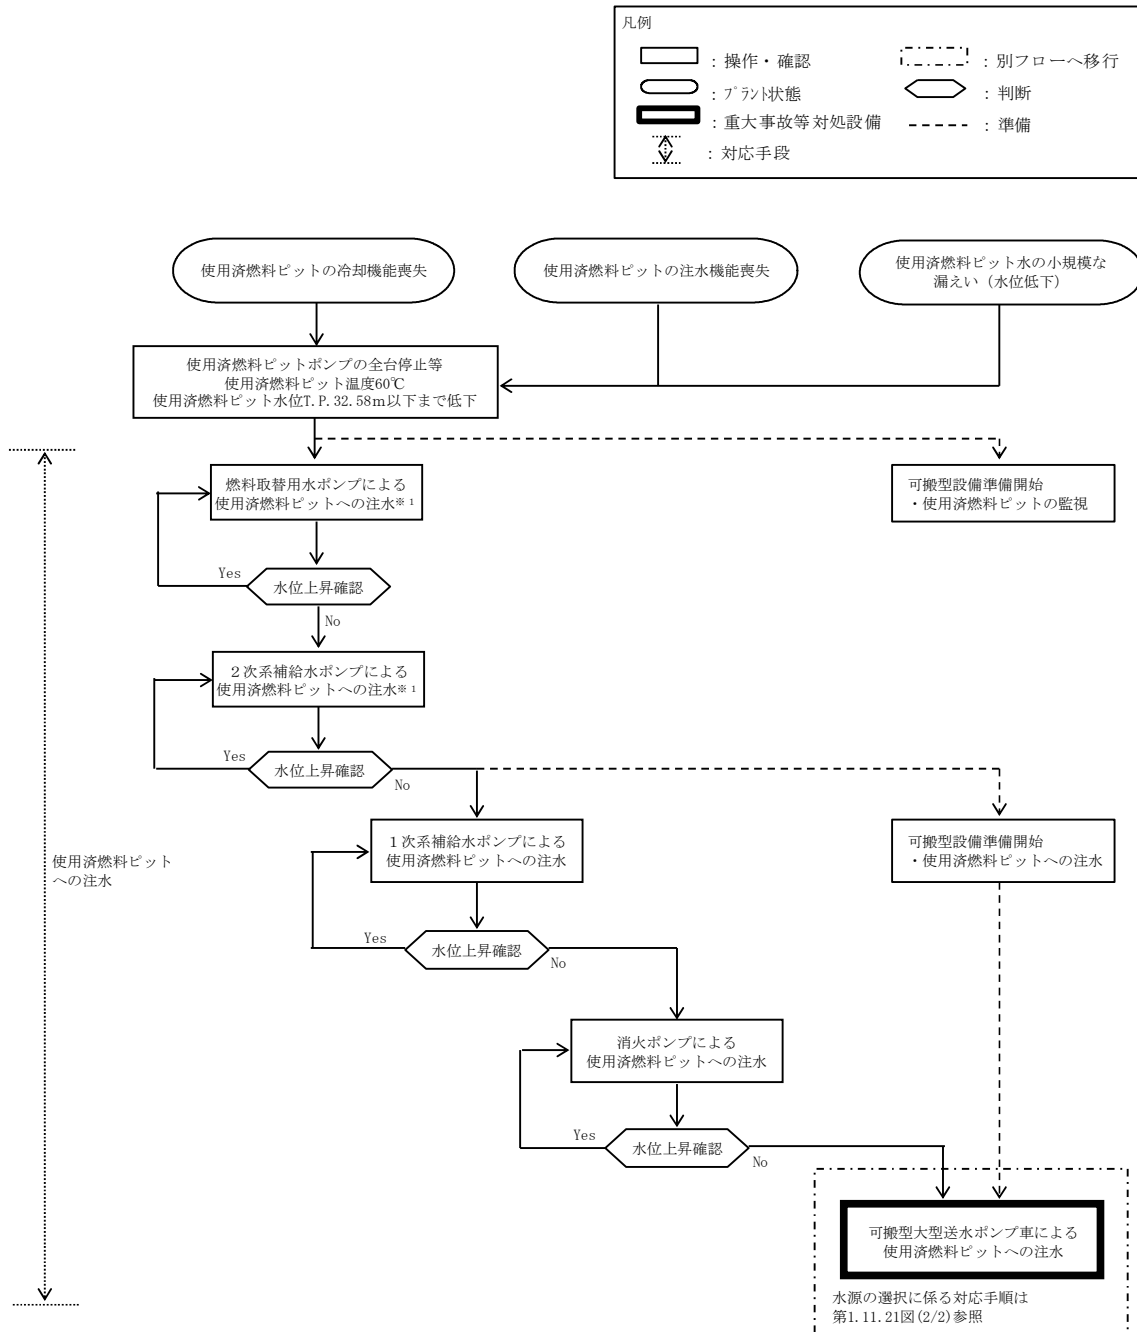 凡例
：操作・確認
：別フローへ移行
：ﾌﾟﾗﾝﾄ状態
：判断
：重大事故等対処設備
：準備
：対応手段
使用済燃料ピットの冷却機能喪失
使用済燃料ピットの注水機能喪失
使用済燃料ピット水の小規模な
漏えい（水位低下）
使用済燃料ピットポンプの全台停止等
使用済燃料ピット温度60℃
使用済燃料ピット水位T.P.32.58m以下まで低下
燃料取替用水ポンプによる
使用済燃料ピットへの注水※１
可搬型設備準備開始
・使用済燃料ピットの監視
Yes
水位上昇確認
No
２次系補給水ポンプによる
使用済燃料ピットへの注水※１
Yes
水位上昇確認
No
１次系補給水ポンプによる
使用済燃料ピットへの注水
可搬型設備準備開始
・使用済燃料ピットへの注水
使用済燃料ピット
への注水
Yes
水位上昇確認
No
消火ポンプによる
使用済燃料ピットへの注水
Yes
水位上昇確認
No
可搬型大型送水ポンプ車による
使用済燃料ピットへの注水
水源の選択に係る対応手順は
第1.11.21図(2/2)参照